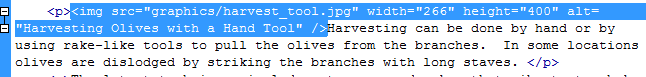 <p><img src="graphics/harvest_tool.jpg" width="266" height="400" alt=
"Harvesting Olives with a Hand Tool" />Harvesting can be done by hand or by
using rake-like tools to pull the olives from the branches.  In some locations
olives are dislodged by striking the branches with long staves. </p>